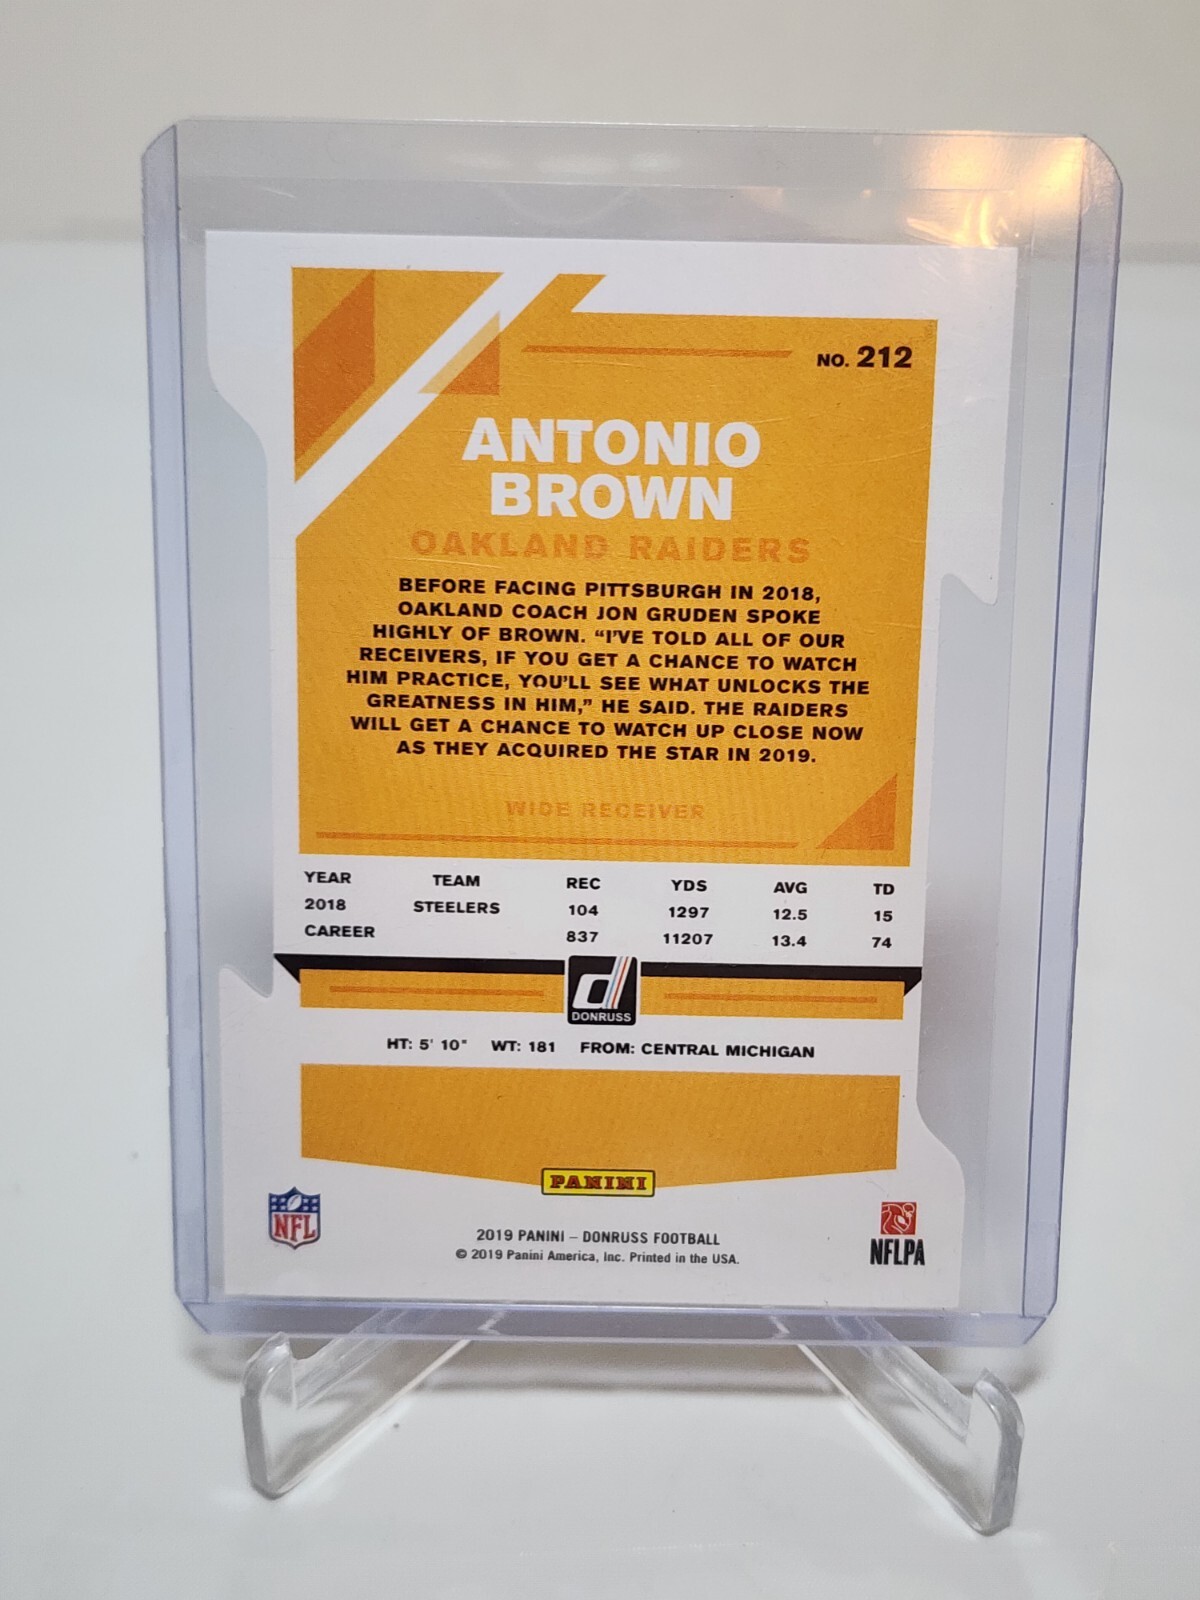 NO. 212
ANTONIO
BROWN
OAKLAND RAIDERS
BEFORE FACING PITTSBURGH IN 2018,
OAKLAND COACH JON GRUDEN SPOKE
HIGHLY OF BROWN. “I’VE TOLD ALL OF OUR
RECEIVERS, IF YOU GET A CHANCE TO WATCH
HIM PRACTICE, YOU’LL SEE WHAT UNLOCKS THE
GREATNESS IN HIM,” HE SAID. THE RAIDERS
WILL GET A CHANCE TO WATCH UP CLOSE NOW
AS THEY ACQUIRED THE STAR IN 2019.
WIDE RECEIVER
YEAR TEAM REC YDS AVG TD
2018 STEELERS 104 1297 12.5 15
CAREER 837 11207 13.4 74
d
DONRUSS
HT: 5' 10" WT: 181 FROM: CENTRAL MICHIGAN
PANINI
NFL
NFLPA
2019 PANINI – DONRUSS FOOTBALL
© 2019 Panini America, Inc. Printed in the USA.